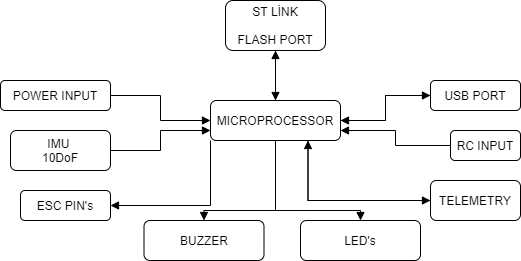 ST LİNK
FLASH PORT
POWER INPUT
USB PORT
MICROPROCESSOR
IMU
10DoF
RC INPUT
ESC PIN's
TELEMETRY
BUZZER
LED's